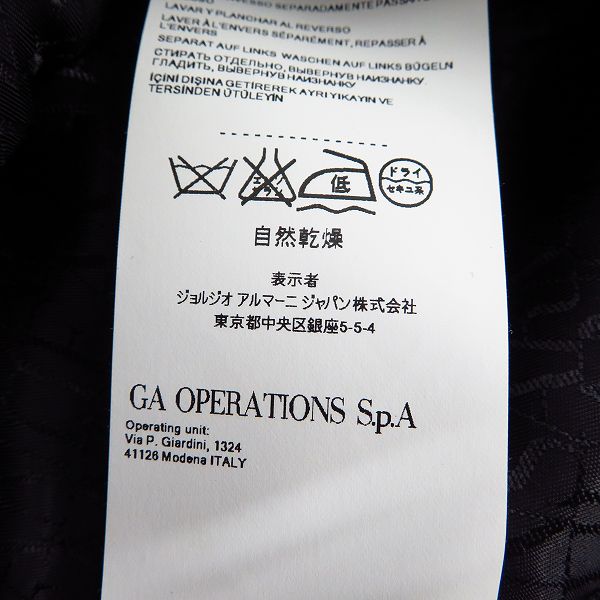 LAVAR Y PLANCHAR AL REVERSO
LAVER À L'ENVERS SÉPARÉMENT, REPASSER À
L'ENVERS
SEPARAT AUF LINKS WASCHEN AUF LINKS BÜGELN
СТИРАТЬ ОТДЕЛЬНО, ВЫВЕРНУВ НАИЗНАНКУ.
ГЛАДИТЬ, ВЫВЕРНУВ НАИЗНАНКУ.
İÇİNİ DIŞINA GETİREREK AYRI YIKAYIN VE
TERSİNDEN ÜTÜLEYİN
低
ドライ
セキユ系
自然乾燥
表示者
ジョルジオ アルマーニ ジャパン株式会社
東京都中央区銀座5-5-4
GA OPERATIONS S.p.A
Operating unit:
Via P. Giardini, 1324
41126 Modena ITALY